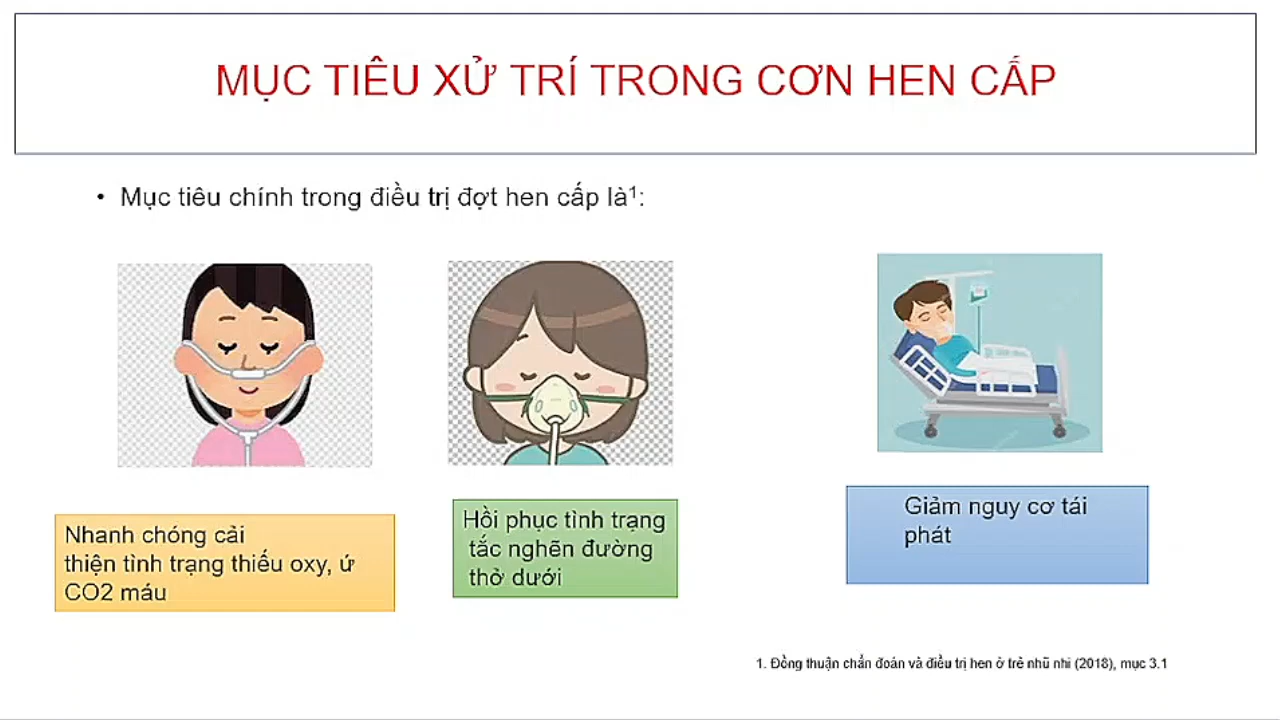 MỤC TIÊU XỬ TRÍ TRONG CƠN HEN CẤP
• Mục tiêu chính trong điều trị đợt hen cấp là¹:
Nhanh chóng cải
thiện tình trạng thiếu oxy, ứ
CO2 máu
Hồi phục tình trạng
tắc nghẽn đường
thở dưới
Giảm nguy cơ tái
phát
1. Đồng thuận chẩn đoán và điều trị hen ở trẻ nhũ nhi (2018), mục 3.1